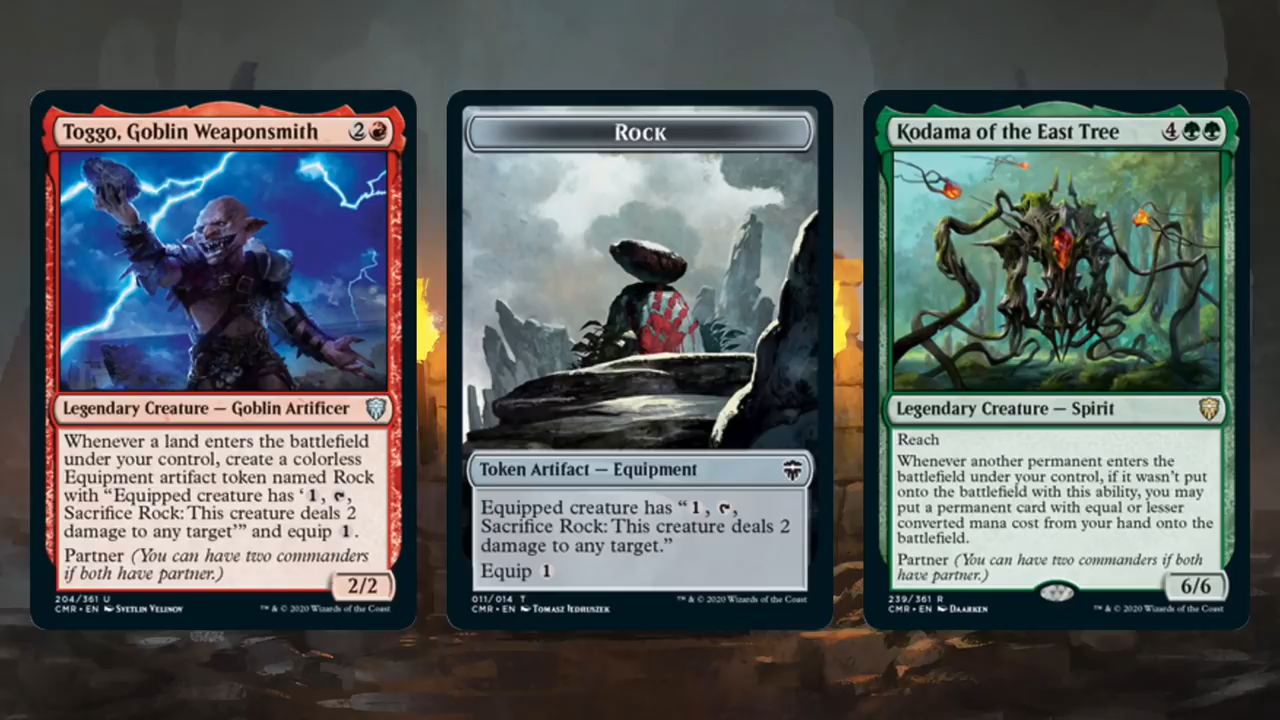 Toggo, Goblin Weaponsmith 2
Legendary Creature — Goblin Artificer
Whenever a land enters the battlefield
under your control, create a colorless
Equipment artifact token named Rock
with “Equipped creature has ‘1, ,
Sacrifice Rock: This creature deals 2
damage to any target’” and equip 1.
Partner (You can have two commanders
if both have partner.)
2/2
204/361 U
CMR • EN Svetlin Velinov
™ & © 2020 Wizards of the Coast
Rock
Token Artifact — Equipment
Equipped creature has “1, ,
Sacrifice Rock: This creature deals 2
damage to any target.”
Equip 1
011/014 T
CMR • EN Tomasz Jedruszek
™ & © 2020 Wizards of the Coast
Kodama of the East Tree 4
Legendary Creature — Spirit
Reach
Whenever another permanent enters the
battlefield under your control, if it wasn’t put
onto the battlefield with this ability, you may
put a permanent card with equal or lesser
converted mana cost from your hand onto the
battlefield.
Partner (You can have two commanders if both
have partner.)
6/6
239/361 R
CMR • EN Daarken
™ & © 2020 Wizards of the Coast